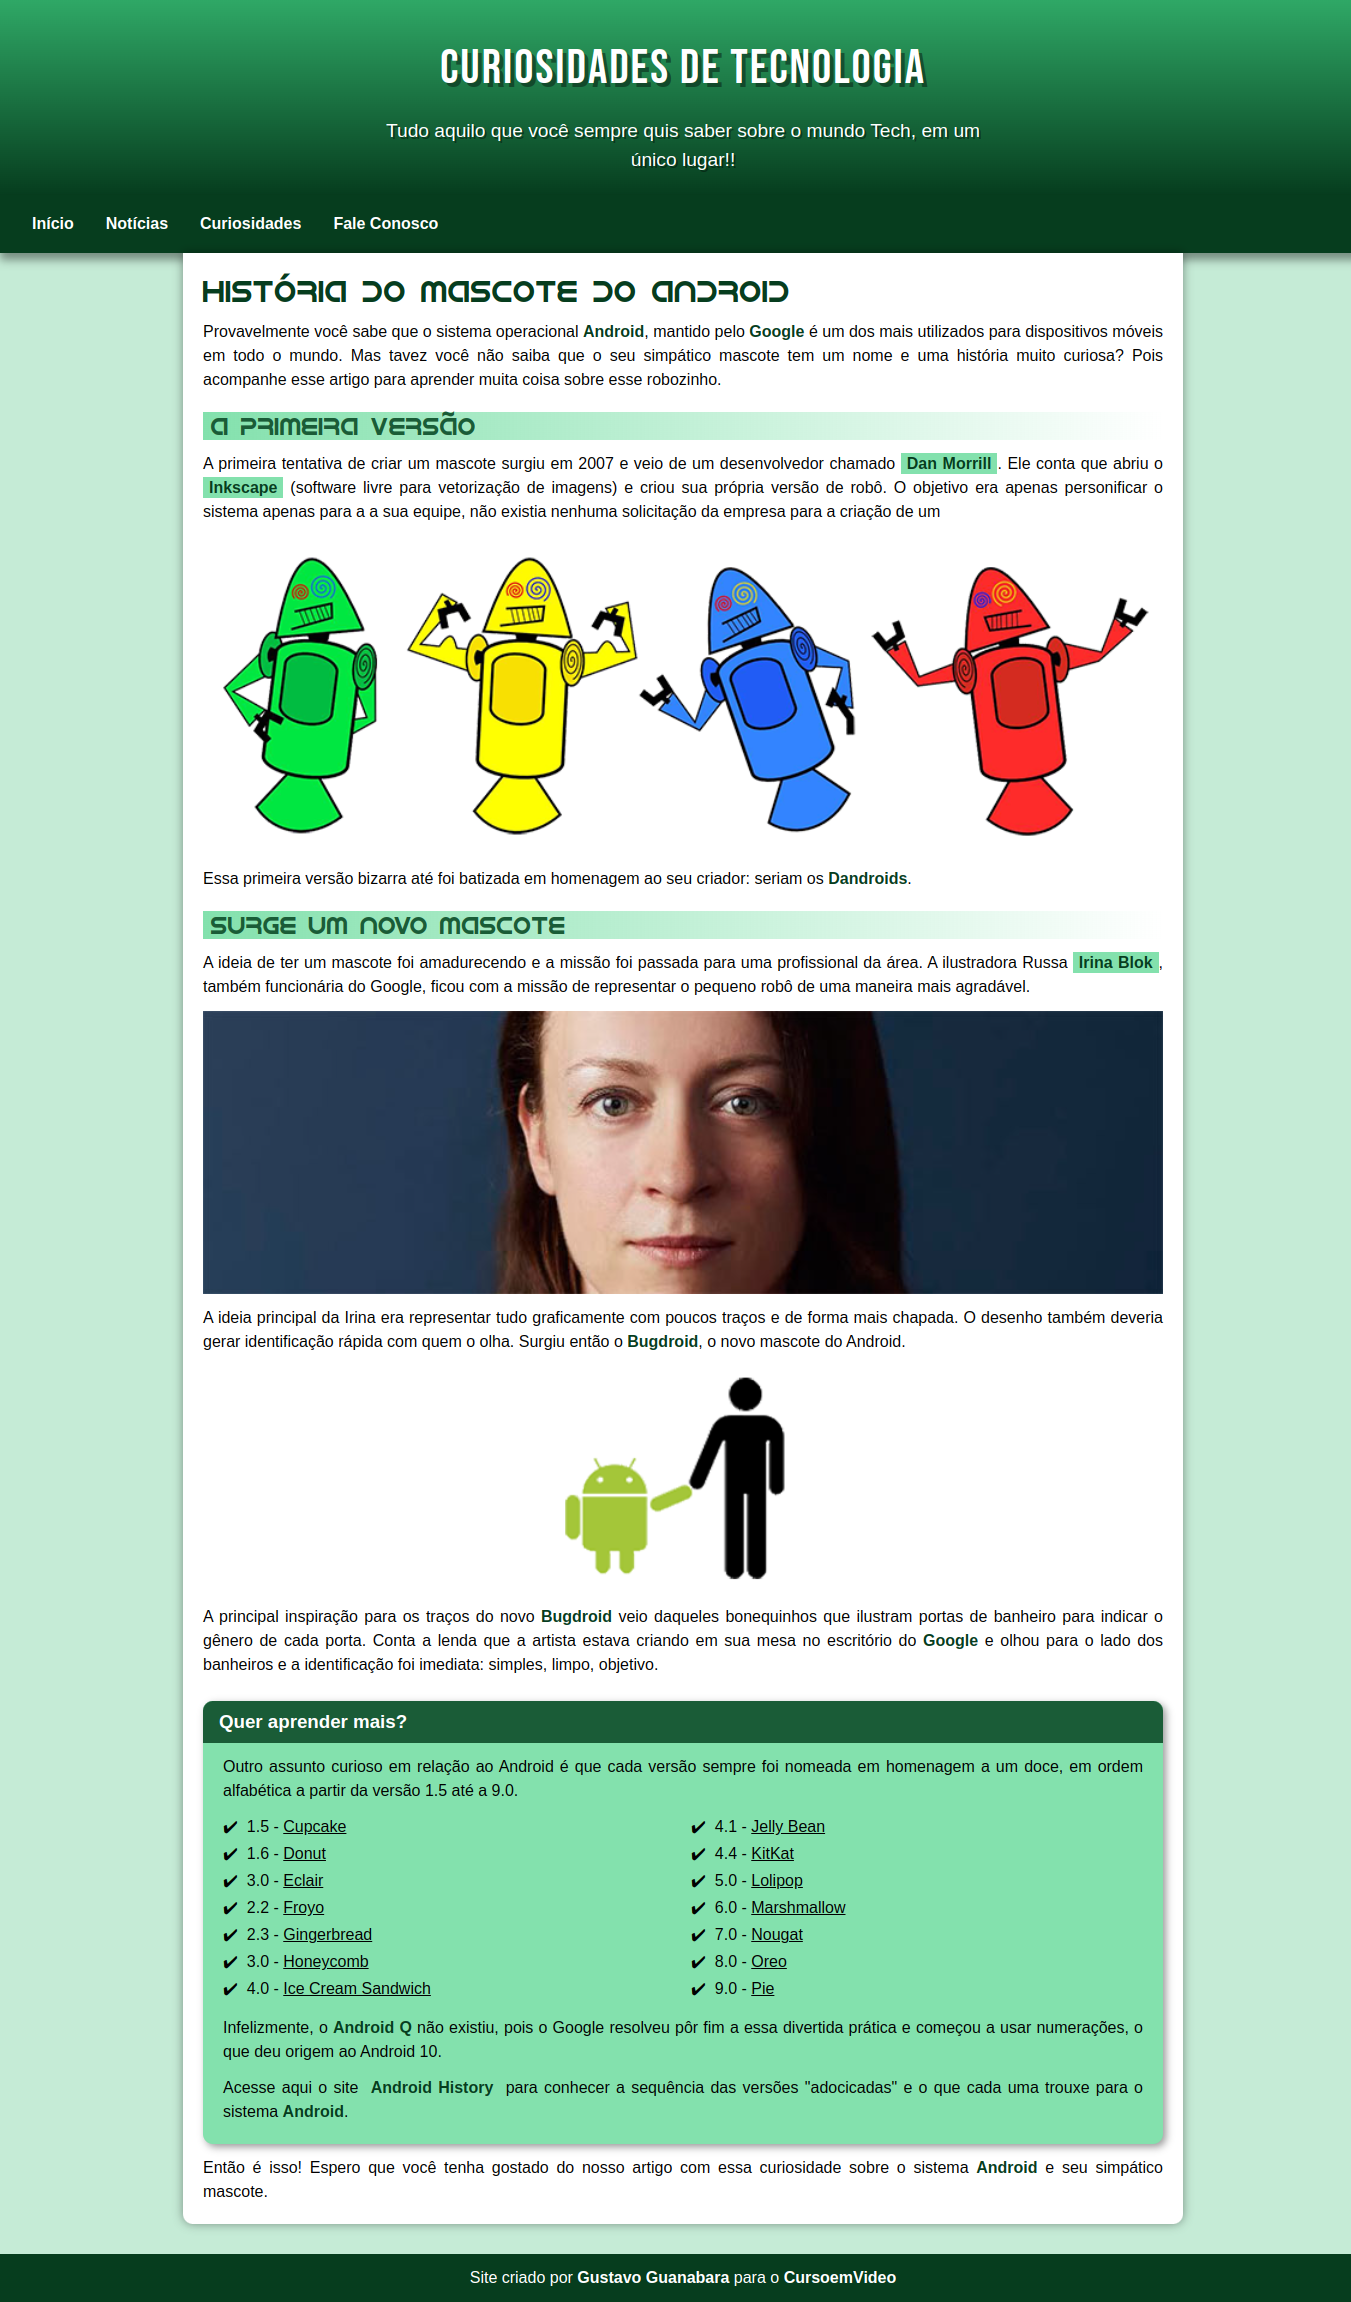 CURIOSIDADES DE TECNOLOGIA
Tudo aquilo que você sempre quis saber sobre o mundo Tech, em um
único lugar!!
Início Notícias Curiosidades Fale Conosco
HISTÓRIA DO MASCOTE DO ANDROID
Provavelmente você sabe que o sistema operacional Android, mantido pelo Google é um dos mais utilizados para dispositivos móveis
em todo o mundo. Mas tavez você não saiba que o seu simpático mascote tem um nome e uma história muito curiosa? Pois
acompanhe esse artigo para aprender muita coisa sobre esse robozinho.
A PRIMEIRA VERSÃO
A primeira tentativa de criar um mascote surgiu em 2007 e veio de um desenvolvedor chamado Dan Morrill. Ele conta que abriu o
Inkscape (software livre para vetorização de imagens) e criou sua própria versão de robô. O objetivo era apenas personificar o
sistema apenas para a a sua equipe, não existia nenhuma solicitação da empresa para a criação de um
Essa primeira versão bizarra até foi batizada em homenagem ao seu criador: seriam os Dandroids.
SURGE UM NOVO MASCOTE
A ideia de ter um mascote foi amadurecendo e a missão foi passada para uma profissional da área. A ilustradora Russa Irina Blok,
também funcionária do Google, ficou com a missão de representar o pequeno robô de uma maneira mais agradável.
A ideia principal da Irina era representar tudo graficamente com poucos traços e de forma mais chapada. O desenho também deveria
gerar identificação rápida com quem o olha. Surgiu então o Bugdroid, o novo mascote do Android.
A principal inspiração para os traços do novo Bugdroid veio daqueles bonequinhos que ilustram portas de banheiro para indicar o
gênero de cada porta. Conta a lenda que a artista estava criando em sua mesa no escritório do Google e olhou para o lado dos
banheiros e a identificação foi imediata: simples, limpo, objetivo.
Quer aprender mais?
Outro assunto curioso em relação ao Android é que cada versão sempre foi nomeada em homenagem a um doce, em ordem
alfabética a partir da versão 1.5 até a 9.0.
✔ 1.5 - Cupcake
✔ 1.6 - Donut
✔ 3.0 - Eclair
✔ 2.2 - Froyo
✔ 2.3 - Gingerbread
✔ 3.0 - Honeycomb
✔ 4.0 - Ice Cream Sandwich
✔ 4.1 - Jelly Bean
✔ 4.4 - KitKat
✔ 5.0 - Lolipop
✔ 6.0 - Marshmallow
✔ 7.0 - Nougat
✔ 8.0 - Oreo
✔ 9.0 - Pie
Infelizmente, o Android Q não existiu, pois o Google resolveu pôr fim a essa divertida prática e começou a usar numerações, o
que deu origem ao Android 10.
Acesse aqui o site Android History para conhecer a sequência das versões "adocicadas" e o que cada uma trouxe para o
sistema Android.
Então é isso! Espero que você tenha gostado do nosso artigo com essa curiosidade sobre o sistema Android e seu simpático
mascote.
Site criado por Gustavo Guanabara para o CursoemVideo